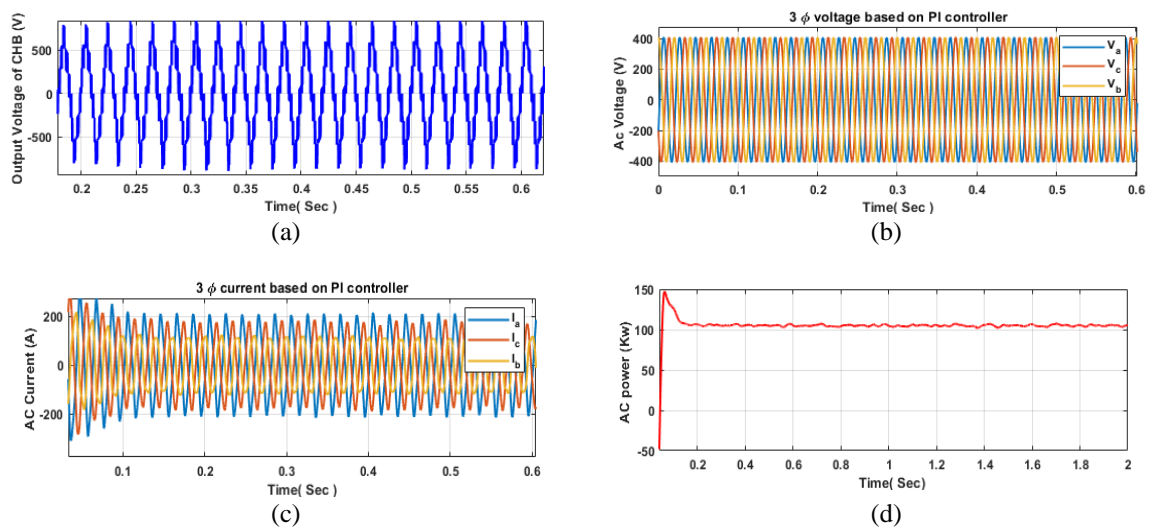 Output Voltage of CHB (V)
500
0
-500
0.2 0.25 0.3 0.35 0.4 0.45 0.5 0.55 0.6
Time( Sec )
(a)
3 ϕ voltage based on PI controller
Ac Voltage (V)
400
200
0
-200
-400
V_a
V_c
V_b
0 0.1 0.2 0.3 0.4 0.5 0.6
Time( Sec )
(b)
3 ϕ current based on PI controller
AC Current (A)
200
0
-200
I_a
I_c
I_b
0.1 0.2 0.3 0.4 0.5 0.6
Time( Sec )
(c)
AC power (Kw)
150
100
50
0
-50
0.2 0.4 0.6 0.8 1 1.2 1.4 1.6 1.8 2
Time( Sec)
(d)